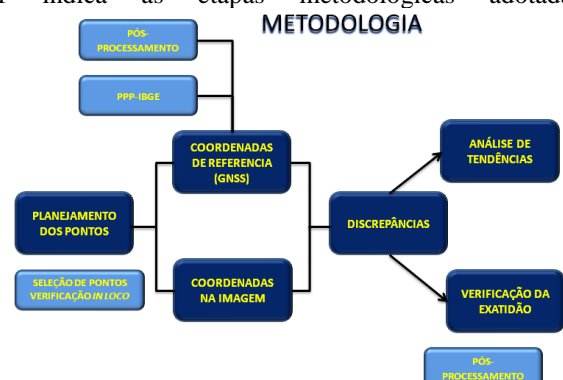 indica as etapas metodológicas adotada
METODOLOGIA
PÓS-
PROCESSAMENTO
PPP-IBGE
COORDENADAS
DE REFERENCIA
(GNSS)
ANÁLISE DE
TENDÊNCIAS
PLANEJAMENTO
DOS PONTOS
DISCREPÂNCIAS
SELEÇÃO DE PONTOS
VERIFICAÇÃO IN LOCO
COORDENADAS
NA IMAGEM
VERIFICAÇÃO DA
EXATIDÃO
PÓS-
PROCESSAMENTO